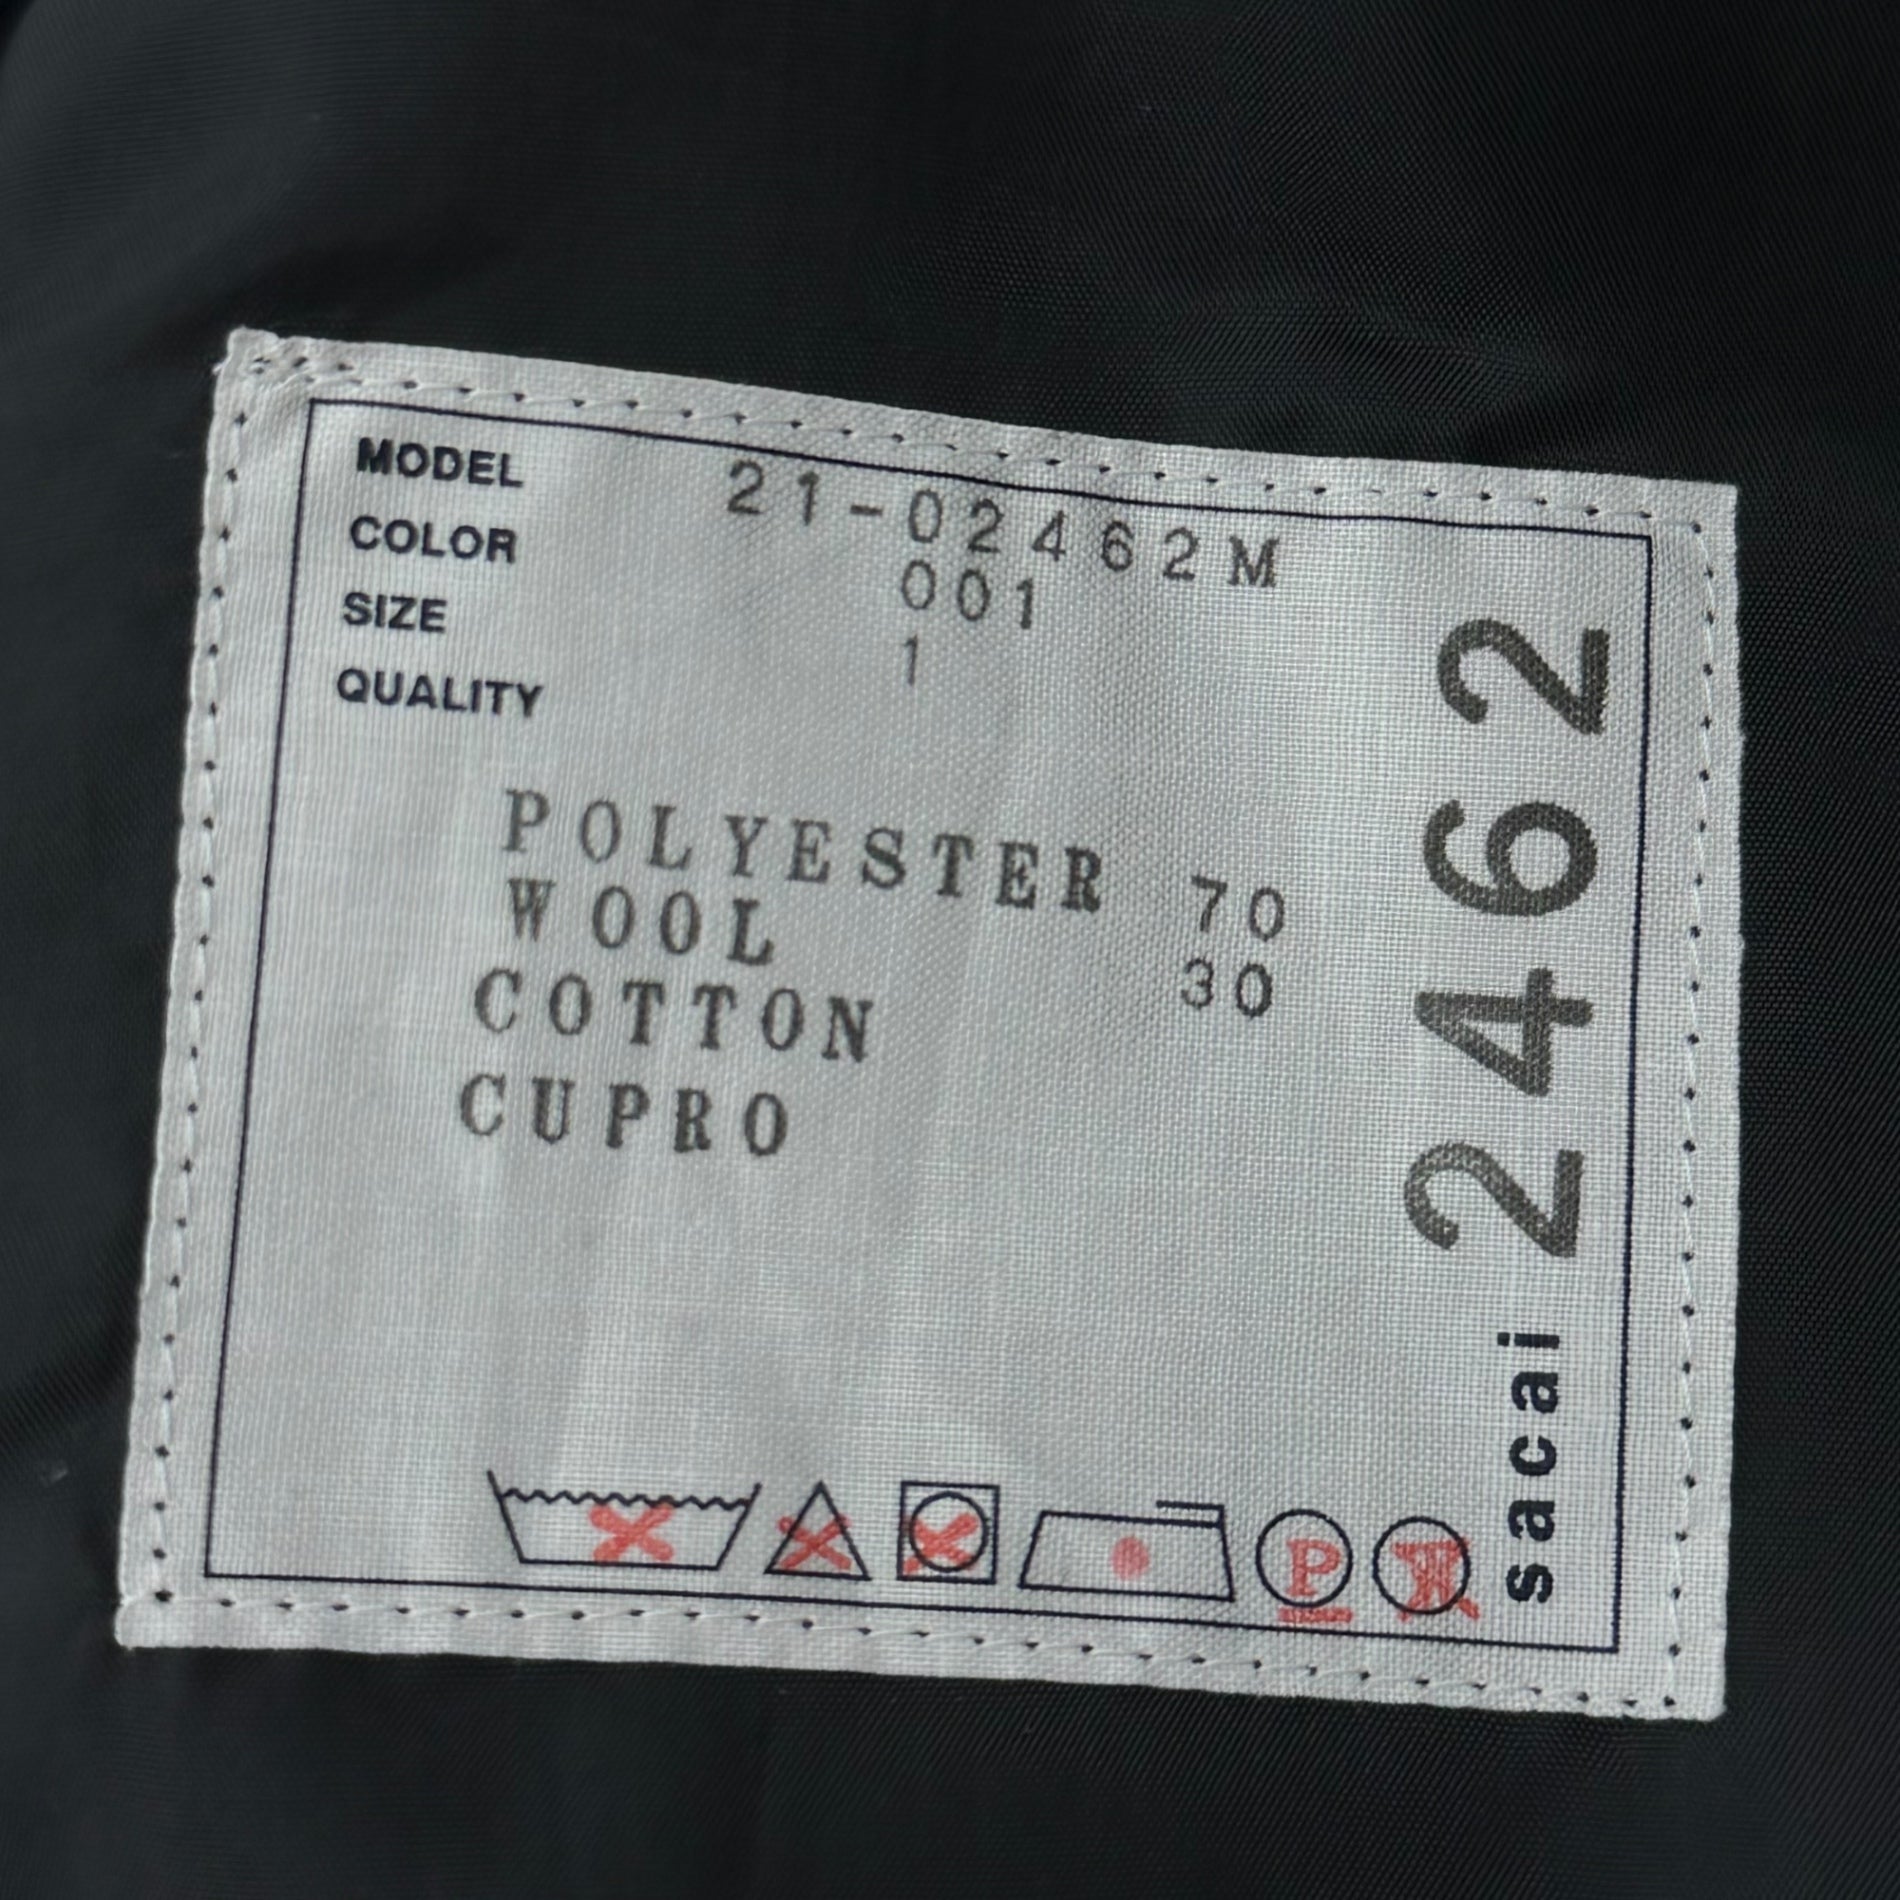 MODEL 21-02462M
COLOR 001
SIZE 1
QUALITY
POLYESTER 70
WOOL 30
COTTON
CUPRO
sacai 2462
P
W